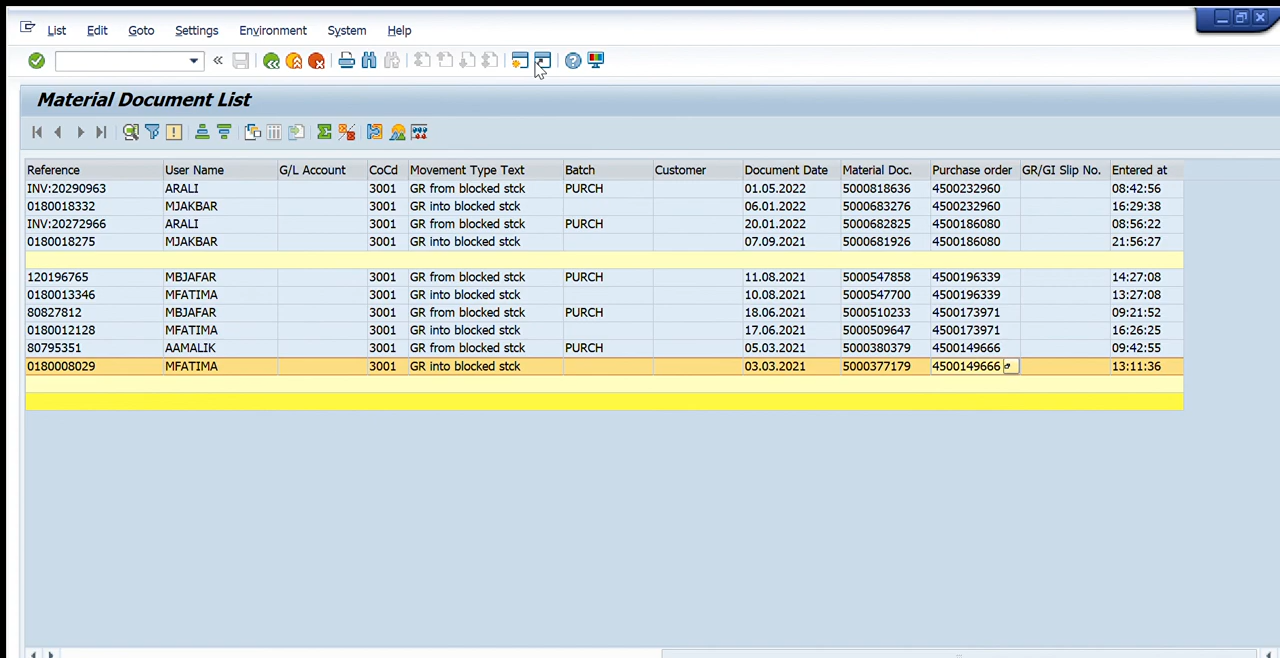 List Edit Goto Settings Environment System Help
Material Document List
Reference User Name G/L Account CoCd Movement Type Text Batch Customer Document Date Material Doc. Purchase order GR/GI Slip No. Entered at
INV:20290963 ARALI 3001 GR from blocked stck PURCH 01.05.2022 5000818636 4500232960 08:42:56
0180018332 MJAKBAR 3001 GR into blocked stck 06.01.2022 5000683276 4500232960 16:29:38
INV:20272966 ARALI 3001 GR from blocked stck PURCH 20.01.2022 5000682825 4500186080 08:56:22
0180018275 MJAKBAR 3001 GR into blocked stck 07.09.2021 5000681926 4500186080 21:56:27
120196765 MBJAFAR 3001 GR from blocked stck PURCH 11.08.2021 5000547858 4500196339 14:27:08
0180013346 MFATIMA 3001 GR into blocked stck 10.08.2021 5000547700 4500196339 13:27:08
80827812 MBJAFAR 3001 GR from blocked stck PURCH 18.06.2021 5000510233 4500173971 09:21:52
0180012128 MFATIMA 3001 GR into blocked stck 17.06.2021 5000509647 4500173971 16:26:25
80795351 AAMALIK 3001 GR from blocked stck PURCH 05.03.2021 5000380379 4500149666 09:42:55
0180008029 MFATIMA 3001 GR into blocked stck 03.03.2021 5000377179 4500149666 13:11:36